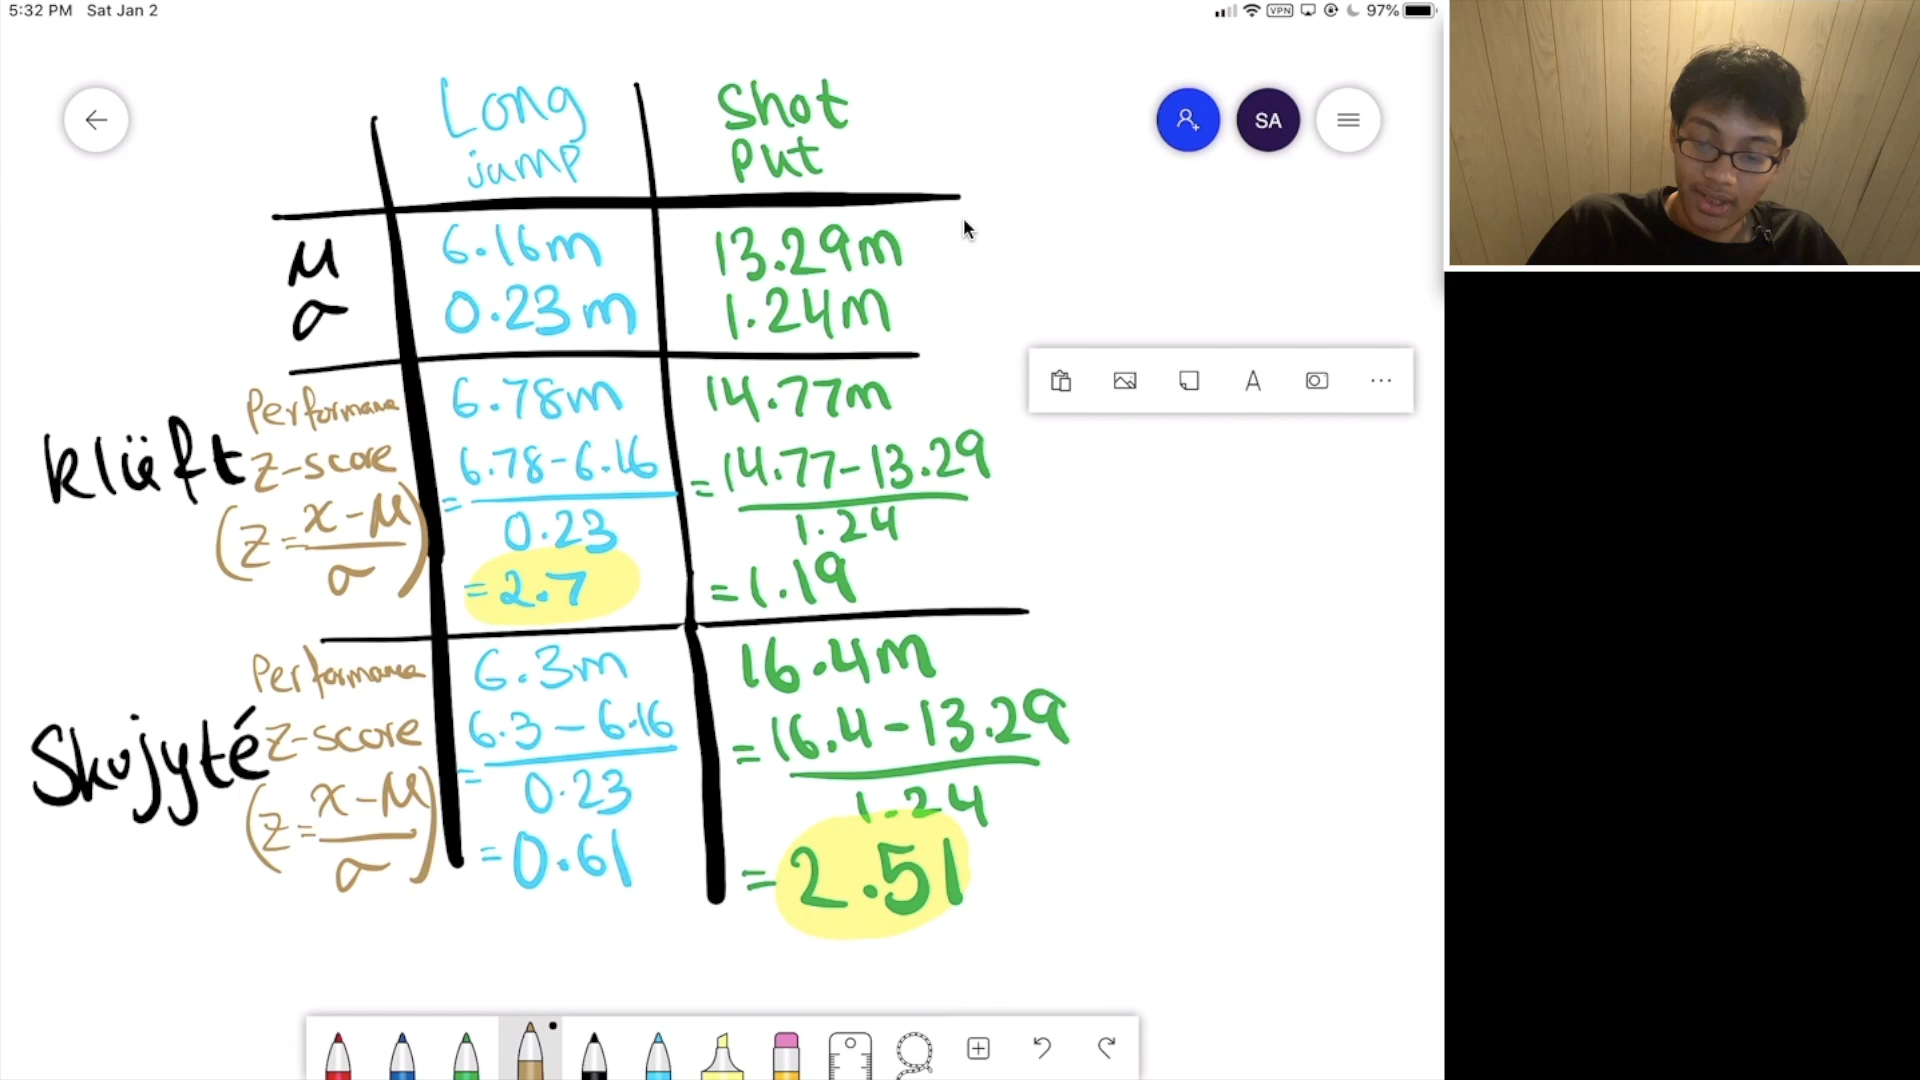 5:32 PM Sat Jan 2
VPN 97%
SA
Long jump
Shot Put
μ 6.16m 13.29m
σ 0.23m 1.24m
Klüft
Performance 6.78m 14.77m
z-score
(z = x-μ / σ)
= 6.78-6.16 / 0.23
= 14.77-13.29 / 1.24
= 2.7
= 1.19
Skujyté
Performance 6.3m 16.4m
z-score
(z = x-μ / σ)
= 6.3-6.16 / 0.23
= 16.4-13.29 / 1.24
= 0.61
= 2.51